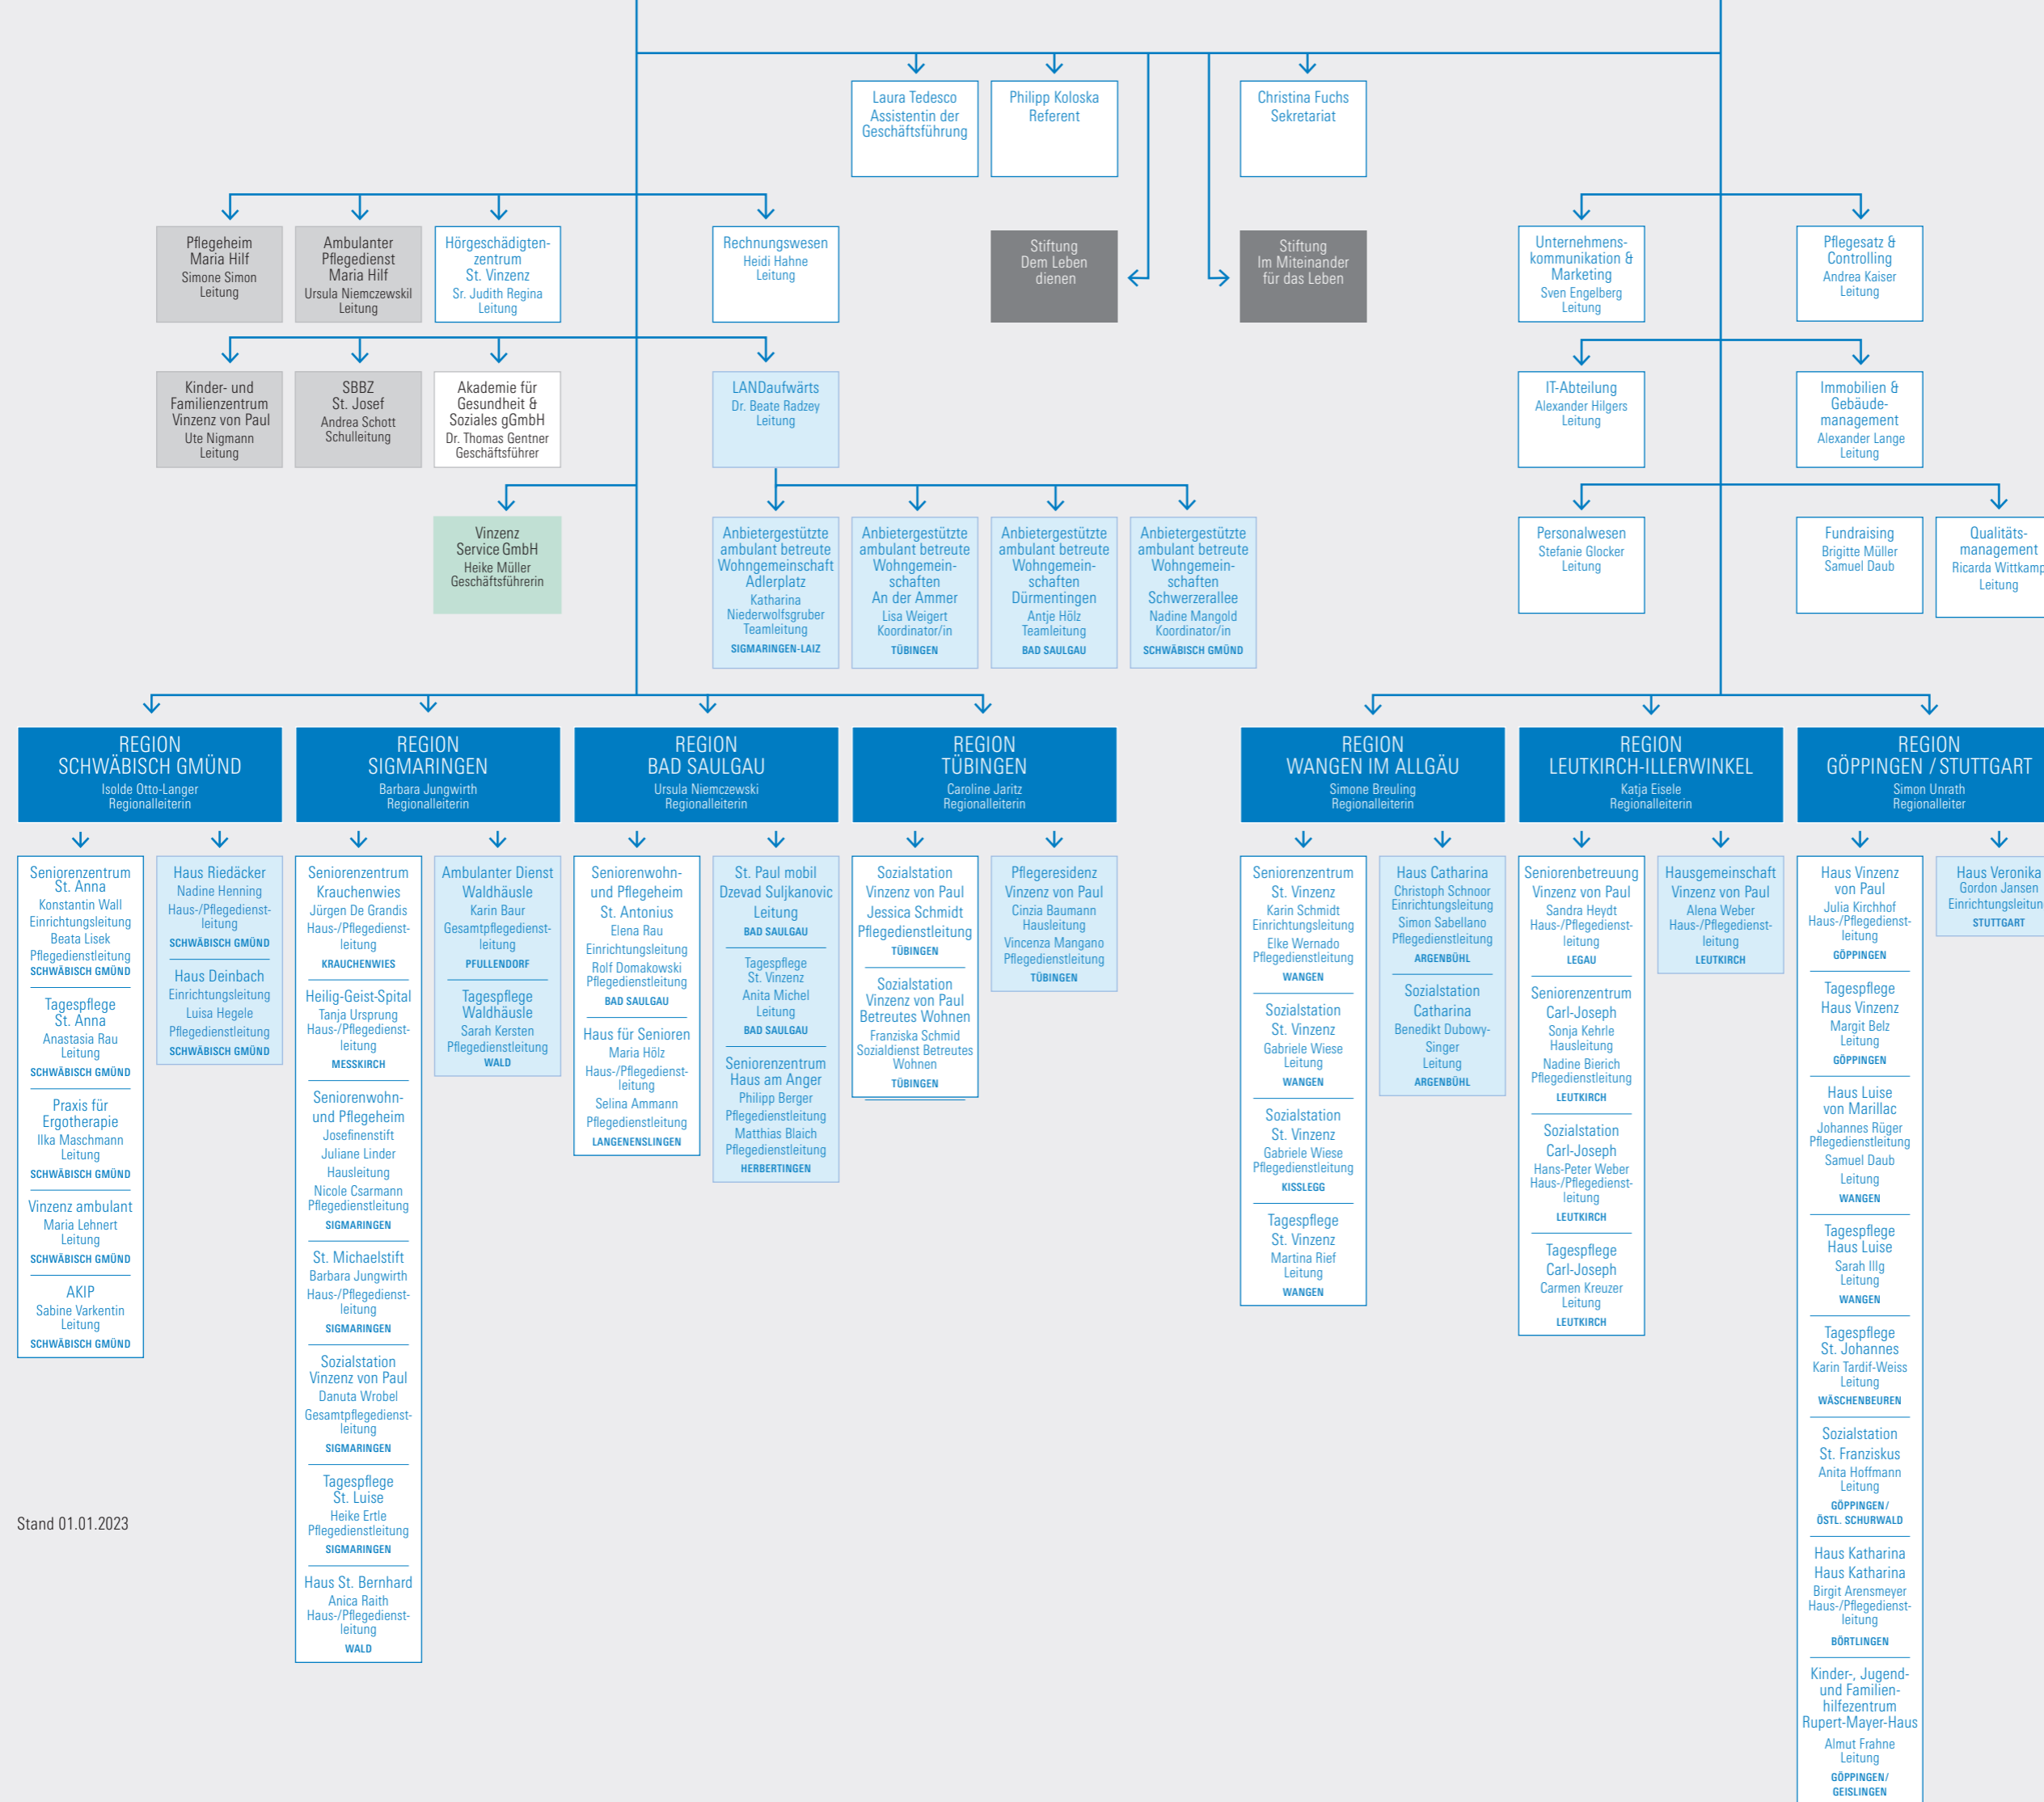 Laura Tedesco
Assistentin der
Geschäftsführung
Philipp Koloska
Referent
Christina Fuchs
Sekretariat
Pflegeheim
Maria Hilf
Simone Simon
Leitung
Ambulanter
Pflegedienst
Maria Hilf
Ursula Niemczewskil
Leitung
Hörgeschädigten-
zentrum
St. Vinzenz
Sr. Judith Regina
Leitung
Rechnungswesen
Heidi Hahne
Leitung
Stiftung
Dem Leben
dienen
Stiftung
Im Miteinander
für das Leben
Unternehmens-
kommunikation &
Marketing
Sven Engelberg
Leitung
Pflegesatz &
Controlling
Andrea Kaiser
Leitung
Kinder- und
Familienzentrum
Vinzenz von Paul
Ute Nigmann
Leitung
SBBZ
St. Josef
Andrea Schott
Schulleitung
Akademie für
Gesundheit &
Soziales gGmbH
Dr. Thomas Gentner
Geschäftsführer
LANDaufwärts
Dr. Beate Radzey
Leitung
IT-Abteilung
Alexander Hilgers
Leitung
Immobilien &
Gebäude-
management
Alexander Lange
Leitung
Vinzenz
Service GmbH
Heike Müller
Geschäftsführerin
Anbietergestützte
ambulant betreute
Wohngemeinschaft
Adlerplatz
Katharina
Niederwolfsgruber
Teamleitung
SIGMARINGEN-LAIZ
Anbietergestützte
ambulant betreute
Wohngemein-
schaften
An der Ammer
Lisa Weigert
Koordinator/in
TÜBINGEN
Anbietergestützte
ambulant betreute
Wohngemein-
schaften
Dürmentingen
Antje Hölz
Teamleitung
BAD SAULGAU
Anbietergestützte
ambulant betreute
Wohngemein-
schaften
Schwerzerallee
Nadine Mangold
Koordinator/in
SCHWÄBISCH GMÜND
Personalwesen
Stefanie Glocker
Leitung
Fundraising
Brigitte Müller
Samuel Daub
Qualitäts-
management
Ricarda Wittkamp
Leitung
REGION
SCHWÄBISCH GMÜND
Isolde Otto-Langer
Regionalleiterin
REGION
SIGMARINGEN
Barbara Jungwirth
Regionalleiterin
REGION
BAD SAULGAU
Ursula Niemczewski
Regionalleiterin
REGION
TÜBINGEN
Caroline Jaritz
Regionalleiterin
REGION
WANGEN IM ALLGÄU
Simone Breuling
Regionalleiterin
REGION
LEUTKIRCH-ILLERWINKEL
Katja Eisele
Regionalleiterin
REGION
GÖPPINGEN / STUTTGART
Simon Unrath
Regionalleiter
Seniorenzentrum
St. Anna
Konstantin Wall
Einrichtungsleitung
Beata Lisek
Pflegedienstleitung
SCHWÄBISCH GMÜND
Tagespflege
St. Anna
Anastasia Rau
Leitung
SCHWÄBISCH GMÜND
Praxis für
Ergotherapie
Ilka Maschmann
Leitung
SCHWÄBISCH GMÜND
Vinzenz ambulant
Maria Lehnert
Leitung
SCHWÄBISCH GMÜND
AKIP
Sabine Varkentin
Leitung
SCHWÄBISCH GMÜND
Haus Riedäcker
Nadine Henning
Haus-/Pflegedienst-
leitung
SCHWÄBISCH GMÜND
Haus Deinbach
Einrichtungsleitung
Luisa Hegele
Pflegedienstleitung
SCHWÄBISCH GMÜND
Seniorenzentrum
Krauchenwies
Jürgen De Grandis
Haus-/Pflegedienst-
leitung
KRAUCHENWIES
Heilig-Geist-Spital
Tanja Ursprung
Haus-/Pflegedienst-
leitung
MESSKIRCH
Seniorenwohn-
und Pflegeheim
Josefinenstift
Juliane Linder
Hausleitung
Nicole Csarmann
Pflegedienstleitung
SIGMARINGEN
St. Michaelstift
Barbara Jungwirth
Haus-/Pflegedienst-
leitung
SIGMARINGEN
Sozialstation
Vinzenz von Paul
Danuta Wrobel
Gesamtpflegedienst-
leitung
SIGMARINGEN
Tagespflege
St. Luise
Heike Ertle
Pflegedienstleitung
SIGMARINGEN
Haus St. Bernhard
Anica Raith
Haus-/Pflegedienst-
leitung
WALD
Ambulanter Dienst
Waldhäusle
Karin Baur
Gesamtpflegedienst-
leitung
PFULLENDORF
Tagespflege
Waldhäusle
Sarah Kersten
Pflegedienstleitung
WALD
Seniorenwohn-
und Pflegeheim
St. Antonius
Elena Rau
Einrichtungsleitung
Rolf Domakowski
Pflegedienstleitung
BAD SAULGAU
Haus für Senioren
Maria Hölz
Haus-/Pflegedienst-
leitung
Selina Ammann
Pflegedienstleitung
LANGENENSLINGEN
St. Paul mobil
Dzevad Suljkanovic
Leitung
BAD SAULGAU
Tagespflege
St. Vinzenz
Anita Michel
Leitung
BAD SAULGAU
Seniorenzentrum
Haus am Anger
Philipp Berger
Pflegedienstleitung
Matthias Blaich
Pflegedienstleitung
HERBERTINGEN
Sozialstation
Vinzenz von Paul
Jessica Schmidt
Pflegedienstleitung
TÜBINGEN
Sozialstation
Vinzenz von Paul
Betreutes Wohnen
Franziska Schmid
Sozialdienst Betreutes
Wohnen
TÜBINGEN
Pflegeresidenz
Vinzenz von Paul
Cinzia Baumann
Hausleitung
Vincenza Mangano
Pflegedienstleitung
TÜBINGEN
Seniorenzentrum
St. Vinzenz
Karin Schmidt
Einrichtungsleitung
Elke Wernado
Pflegedienstleitung
WANGEN
Sozialstation
St. Vinzenz
Gabriele Wiese
Leitung
WANGEN
Sozialstation
St. Vinzenz
Gabriele Wiese
Pflegedienstleitung
KISSLEGG
Tagespflege
St. Vinzenz
Martina Rief
Leitung
WANGEN
Haus Catharina
Christoph Schnoor
Einrichtungsleitung
Simon Sabellano
Pflegedienstleitung
ARGENBÜHL
Sozialstation
Catharina
Benedikt Dubowy-
Singer
Leitung
ARGENBÜHL
Seniorenbetreuung
Vinzenz von Paul
Sandra Heydt
Haus-/Pflegedienst-
leitung
LEGAU
Seniorenzentrum
Carl-Joseph
Sonja Kehrle
Hausleitung
Nadine Bierich
Pflegedienstleitung
LEUTKIRCH
Sozialstation
Carl-Joseph
Hans-Peter Weber
Haus-/Pflegedienst-
leitung
LEUTKIRCH
Tagespflege
Carl-Joseph
Carmen Kreuzer
Leitung
LEUTKIRCH
Hausgemeinschaft
Vinzenz von Paul
Alena Weber
Haus-/Pflegedienst-
leitung
LEUTKIRCH
Haus Vinzenz
von Paul
Julia Kirchhof
Haus-/Pflegedienst-
leitung
GÖPPINGEN
Tagespflege
Haus Vinzenz
Margit Belz
Leitung
GÖPPINGEN
Haus Luise
von Marillac
Johannes Rüger
Pflegedienstleitung
Samuel Daub
Leitung
WANGEN
Tagespflege
Haus Luise
Sarah Illg
Leitung
WANGEN
Tagespflege
St. Johannes
Karin Tardif-Weiss
Leitung
WÄSCHENBEUREN
Sozialstation
St. Franziskus
Anita Hoffmann
Leitung
GÖPPINGEN/
ÖSTL. SCHURWALD
Haus Katharina
Haus Katharina
Birgit Arensmeyer
Haus-/Pflegedienst-
leitung
BÖRTLINGEN
Kinder-, Jugend-
und Familien-
hilfezentrum
Rupert-Mayer-Haus
Almut Frahne
Leitung
GÖPPINGEN/
GEISLINGEN
Haus Veronika
Gordon Jansen
Einrichtungsleitung
STUTTGART
Stand 01.01.2023